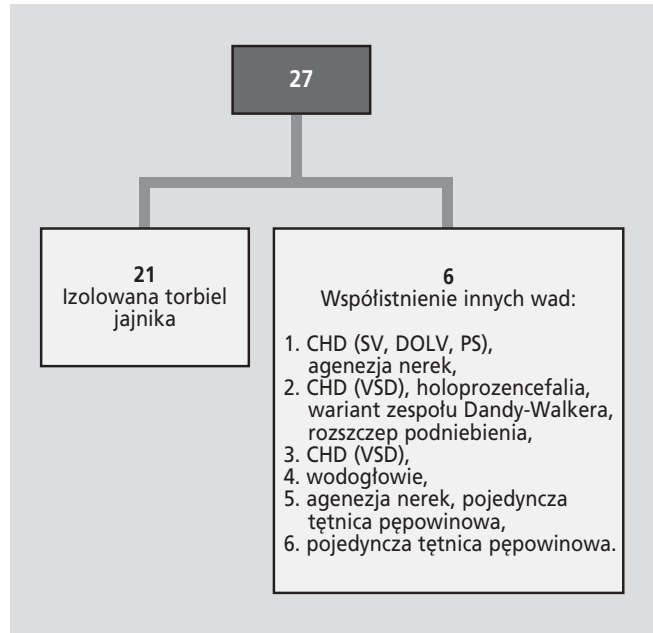 27
21
Izolowana torbiel
jajnika
6
Współistnienie innych wad:
1. CHD (SV, DOLV, PS),
agenezja nerek,
2. CHD (VSD), holoprozencefalia,
wariant zespołu Dandy-Walkera,
rozszczep podniebienia,
3. CHD (VSD),
4. wodogłowie,
5. agenezja nerek, pojedyncza
tętnica pępowinowa,
6. pojedyncza tętnica pępowinowa.